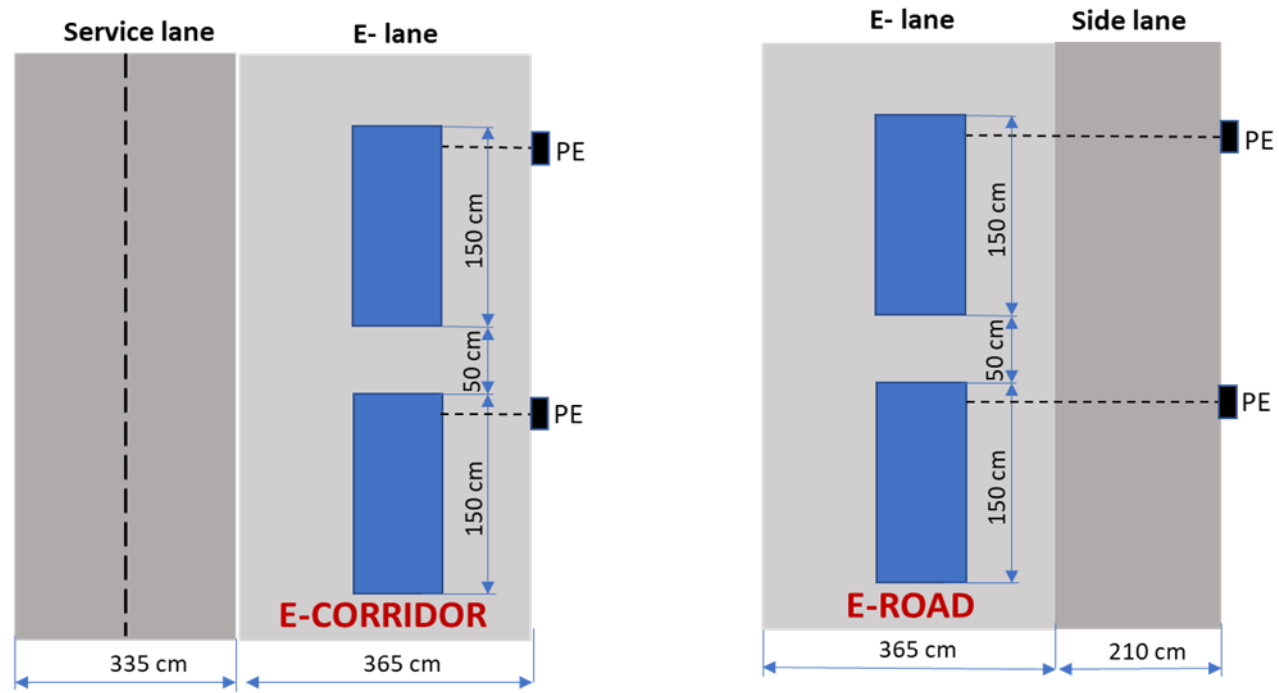 Service lane
E- lane
PE
150 cm
50 cm
PE
150 cm
E-CORRIDOR
335 cm
365 cm
E- lane
Side lane
PE
150 cm
50 cm
PE
150 cm
E-ROAD
365 cm
210 cm